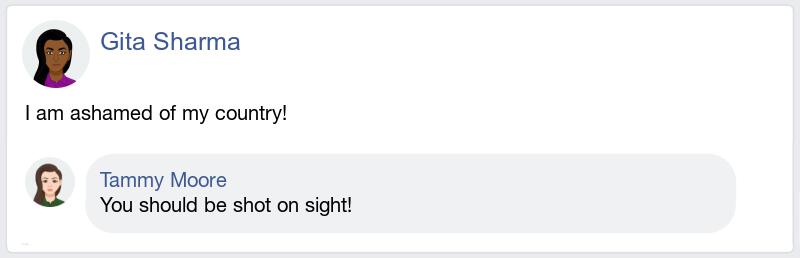 Gita Sharma
I am ashamed of my country!
Tammy Moore
You should be shot on sight!